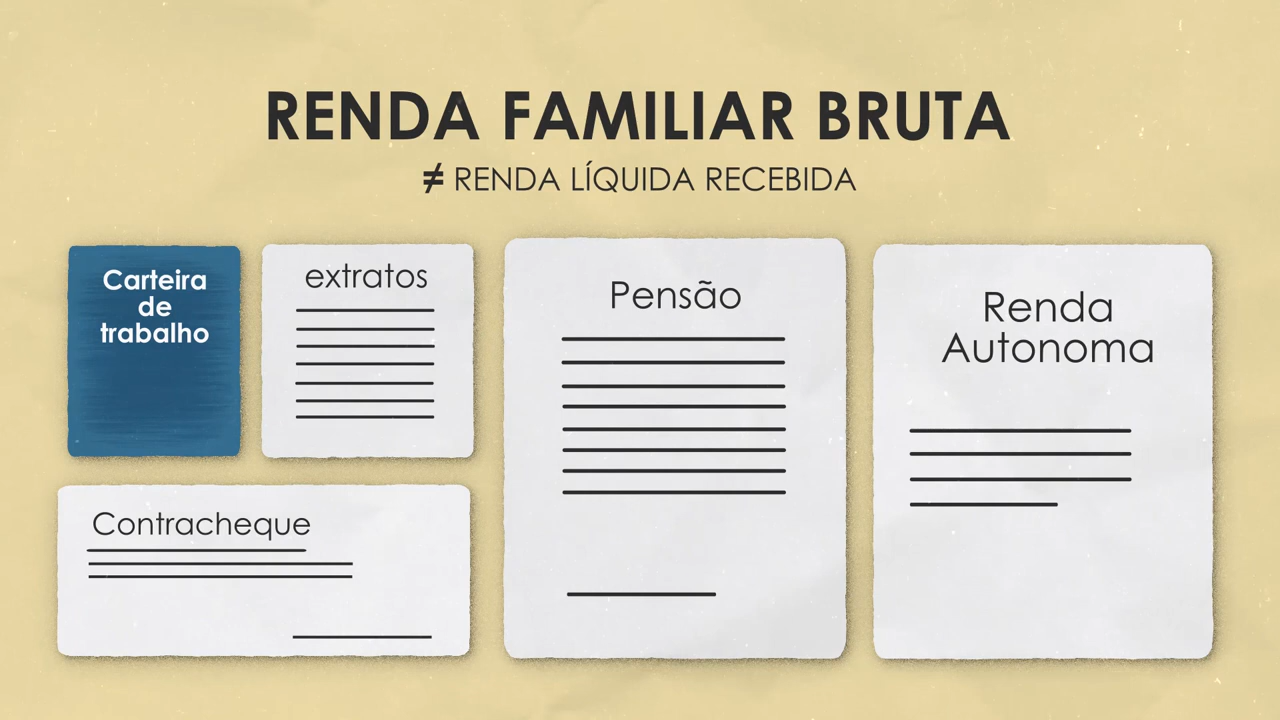 RENDA FAMILIAR BRUTA
≠ RENDA LÍQUIDA RECEBIDA
Carteira
de
trabalho
extratos
Contracheque
Pensão
Renda
Autonoma